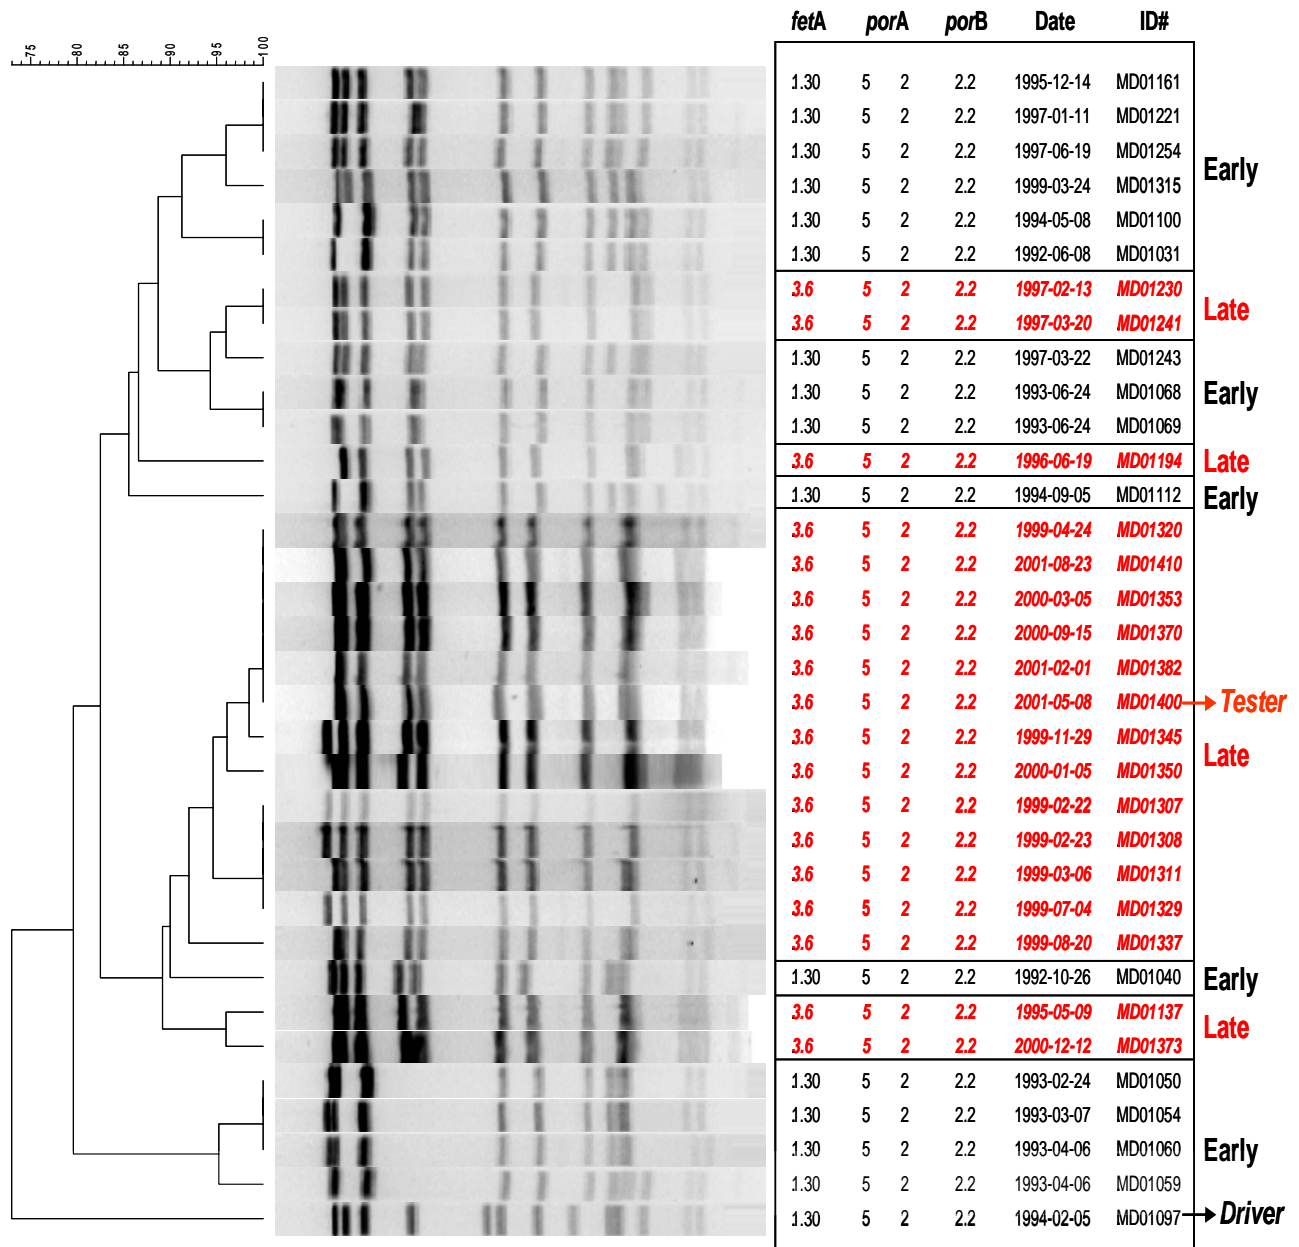 fetA porA porB Date ID#
75 80 85 90 95 100
1.30 5 2 2.2 1995-12-14 MD01161
1.30 5 2 2.2 1997-01-11 MD01221
1.30 5 2 2.2 1997-06-19 MD01254
Early
1.30 5 2 2.2 1999-03-24 MD01315
1.30 5 2 2.2 1994-05-08 MD01100
1.30 5 2 2.2 1992-06-08 MD01031
3.6 5 2 2.2 1997-02-13 MD01230
Late
3.6 5 2 2.2 1997-03-20 MD01241
1.30 5 2 2.2 1997-03-22 MD01243
1.30 5 2 2.2 1993-06-24 MD01068
Early
1.30 5 2 2.2 1993-06-24 MD01069
3.6 5 2 2.2 1996-06-19 MD01194
Late
1.30 5 2 2.2 1994-09-05 MD01112
Early
3.6 5 2 2.2 1999-04-24 MD01320
3.6 5 2 2.2 2001-08-23 MD01410
3.6 5 2 2.2 2000-03-05 MD01353
3.6 5 2 2.2 2000-09-15 MD01370
3.6 5 2 2.2 2001-02-01 MD01382
3.6 5 2 2.2 2001-05-08 MD01400
Tester
3.6 5 2 2.2 1999-11-29 MD01345
Late
3.6 5 2 2.2 2000-01-05 MD01350
3.6 5 2 2.2 1999-02-22 MD01307
3.6 5 2 2.2 1999-02-23 MD01308
3.6 5 2 2.2 1999-03-06 MD01311
3.6 5 2 2.2 1999-07-04 MD01329
3.6 5 2 2.2 1999-08-20 MD01337
1.30 5 2 2.2 1992-10-26 MD01040
Early
3.6 5 2 2.2 1995-05-09 MD01137
Late
3.6 5 2 2.2 2000-12-12 MD01373
1.30 5 2 2.2 1993-02-24 MD01050
1.30 5 2 2.2 1993-03-07 MD01054
1.30 5 2 2.2 1993-04-06 MD01060
Early
1.30 5 2 2.2 1993-04-06 MD01059
1.30 5 2 2.2 1994-02-05 MD01097
Driver